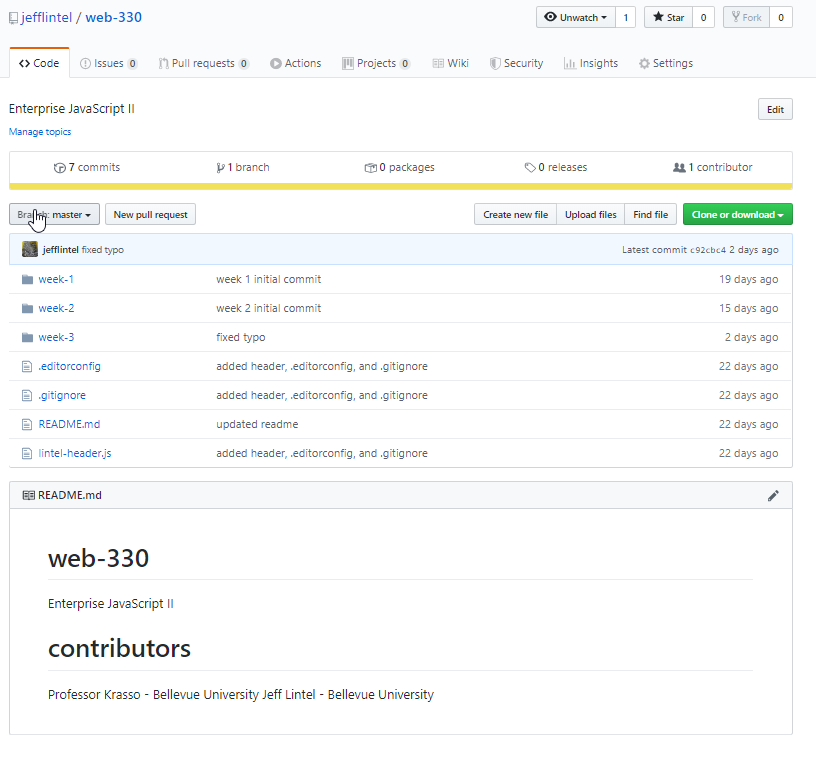 jefflintel / web-330
Unwatch 1 Star 0 Fork 0
Code Issues 0 Pull requests 0 Actions Projects 0 Wiki Security Insights Settings
Enterprise JavaScript II Edit
Manage topics
7 commits 1 branch 0 packages 0 releases 1 contributor
Branch: master New pull request Create new file Upload files Find file Clone or download
jefflintel fixed typo Latest commit c92cbc4 2 days ago
week-1 week 1 initial commit 19 days ago
week-2 week 2 initial commit 15 days ago
week-3 fixed typo 2 days ago
.editorconfig added header, .editorconfig, and .gitignore 22 days ago
.gitignore added header, .editorconfig, and .gitignore 22 days ago
README.md updated readme 22 days ago
lintel-header.js added header, .editorconfig, and .gitignore 22 days ago
README.md
web-330
Enterprise JavaScript II
contributors
Professor Krasso - Bellevue University Jeff Lintel - Bellevue University